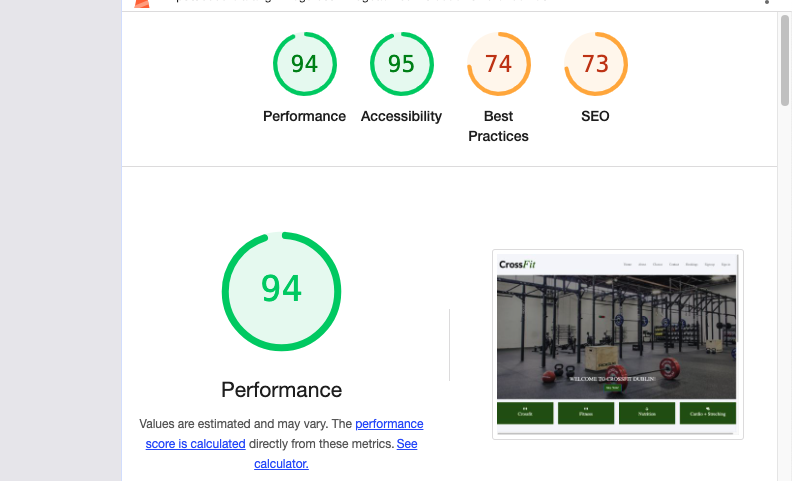 94
95
74
73
Performance
Accessibility
Best
Practices
SEO
94
Performance
Values are estimated and may vary. The performance
score is calculated directly from these metrics. See
calculator.
CrossFit
WELCOME TO CROSSFIT DUBLIN!
Crossfit
Fitness
Nutrition
Cardio + Stretching